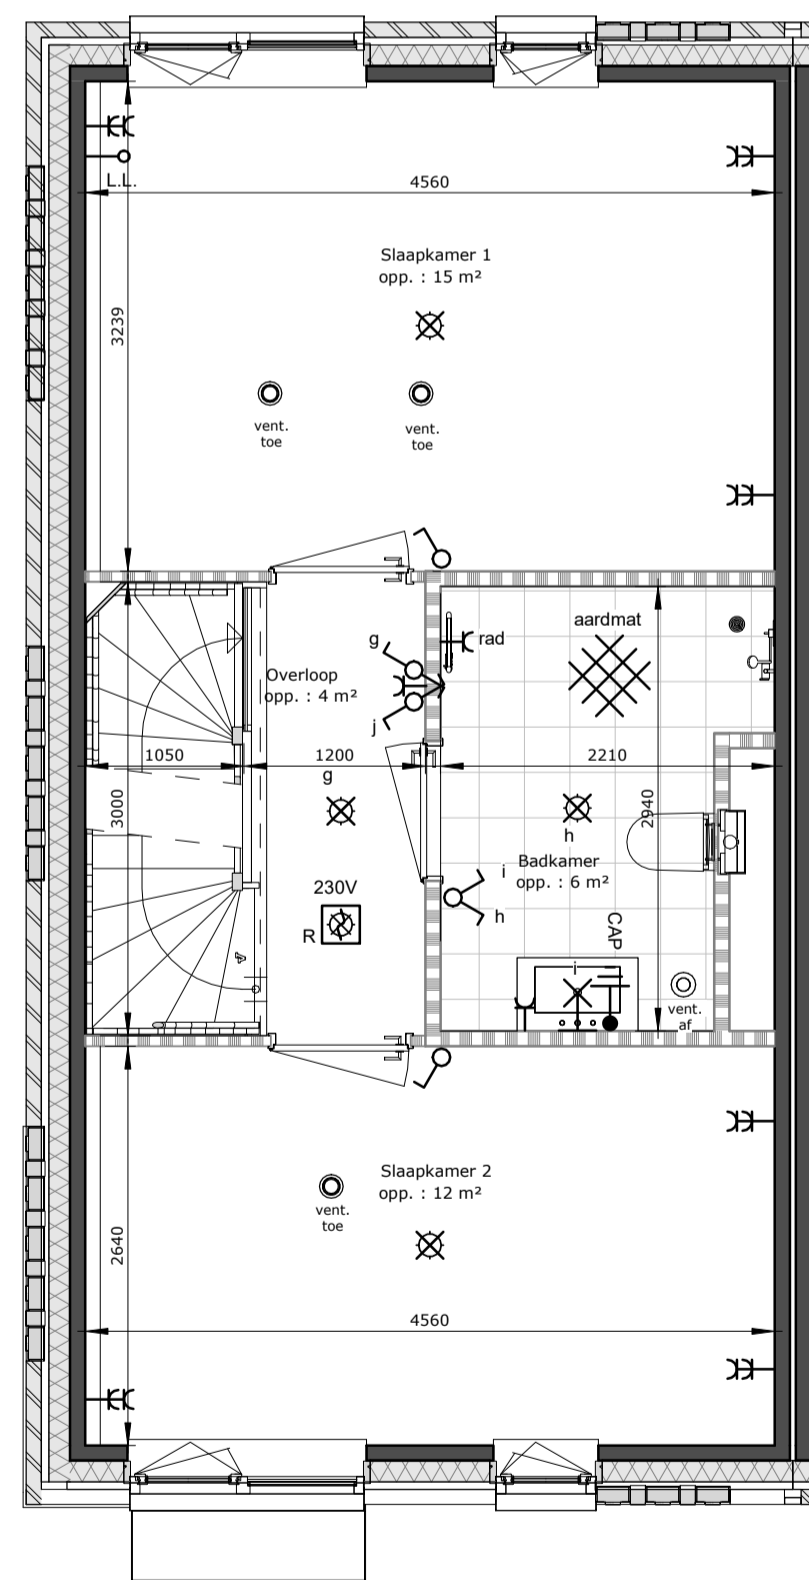 L.L.
4560
Slaapkamer 1
opp. : 15 m²
3239
vent.
toe
vent.
toe
g
rad
aardmat
Overloop
opp. : 4 m²
j
1050
1200
2210
g
3000
2940
h
Badkamer
opp. : 6 m²
i
h
230V
R
CAP
i
vent.
af
Slaapkamer 2
opp. : 12 m²
vent.
toe
2640
4560